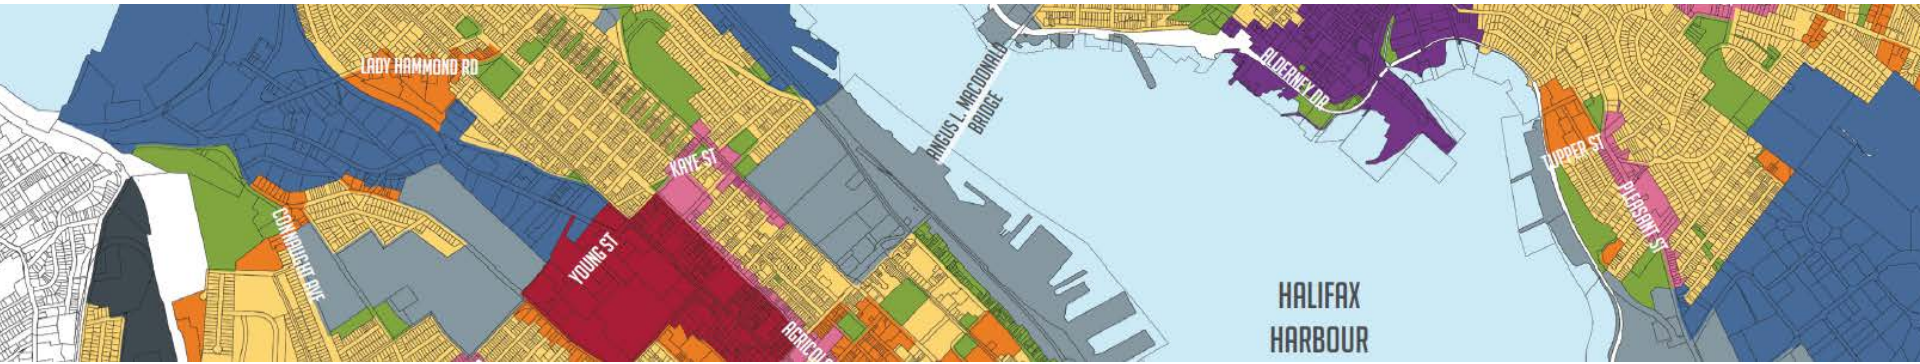 LADY HAMMOND RD
KAYE ST
CONNAUGHT AVE
YOUNG ST
ANGUS L. MACDONALD
BRIDGE
ALDERNEY DR
TUPPER ST
PLEASANT ST
HALIFAX
HARBOUR